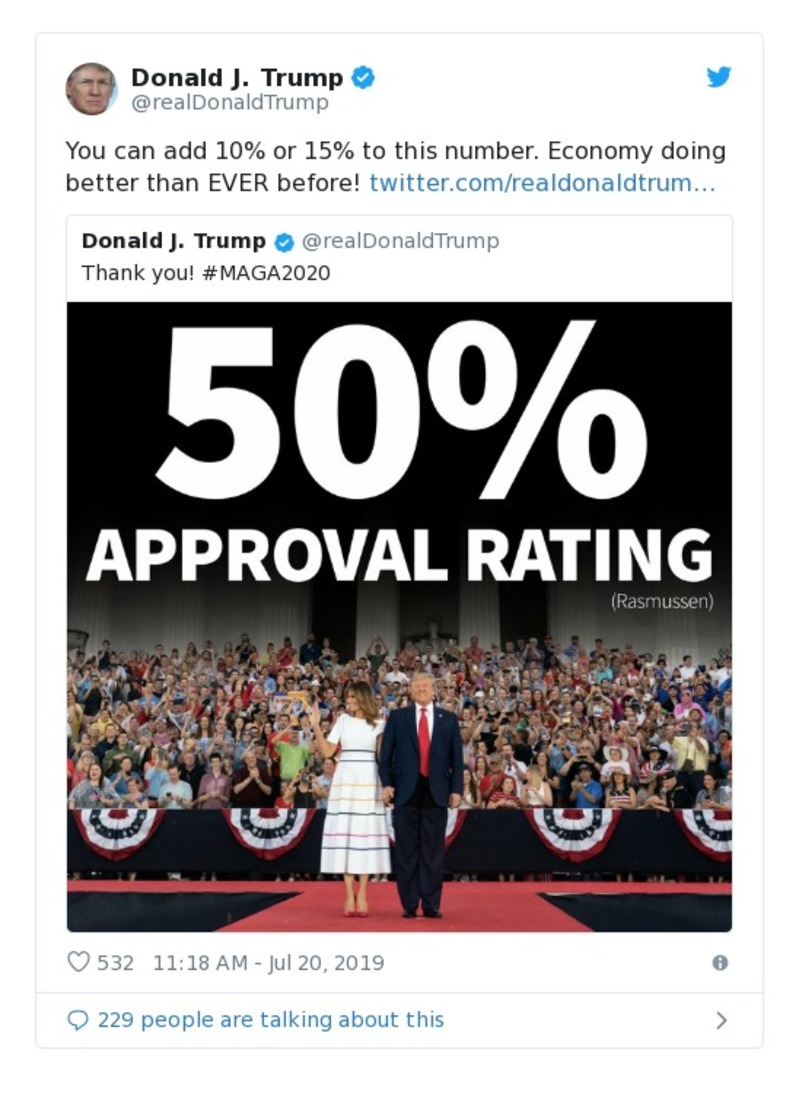 Donald J. Trump
@realDonaldTrump
You can add 10% or 15% to this number. Economy doing
better than EVER before! twitter.com/realdonaldtrum...
Donald J. Trump @realDonaldTrump
Thank you! #MAGA2020
50%
APPROVAL RATING
(Rasmussen)
532 11:18 AM - Jul 20, 2019
229 people are talking about this